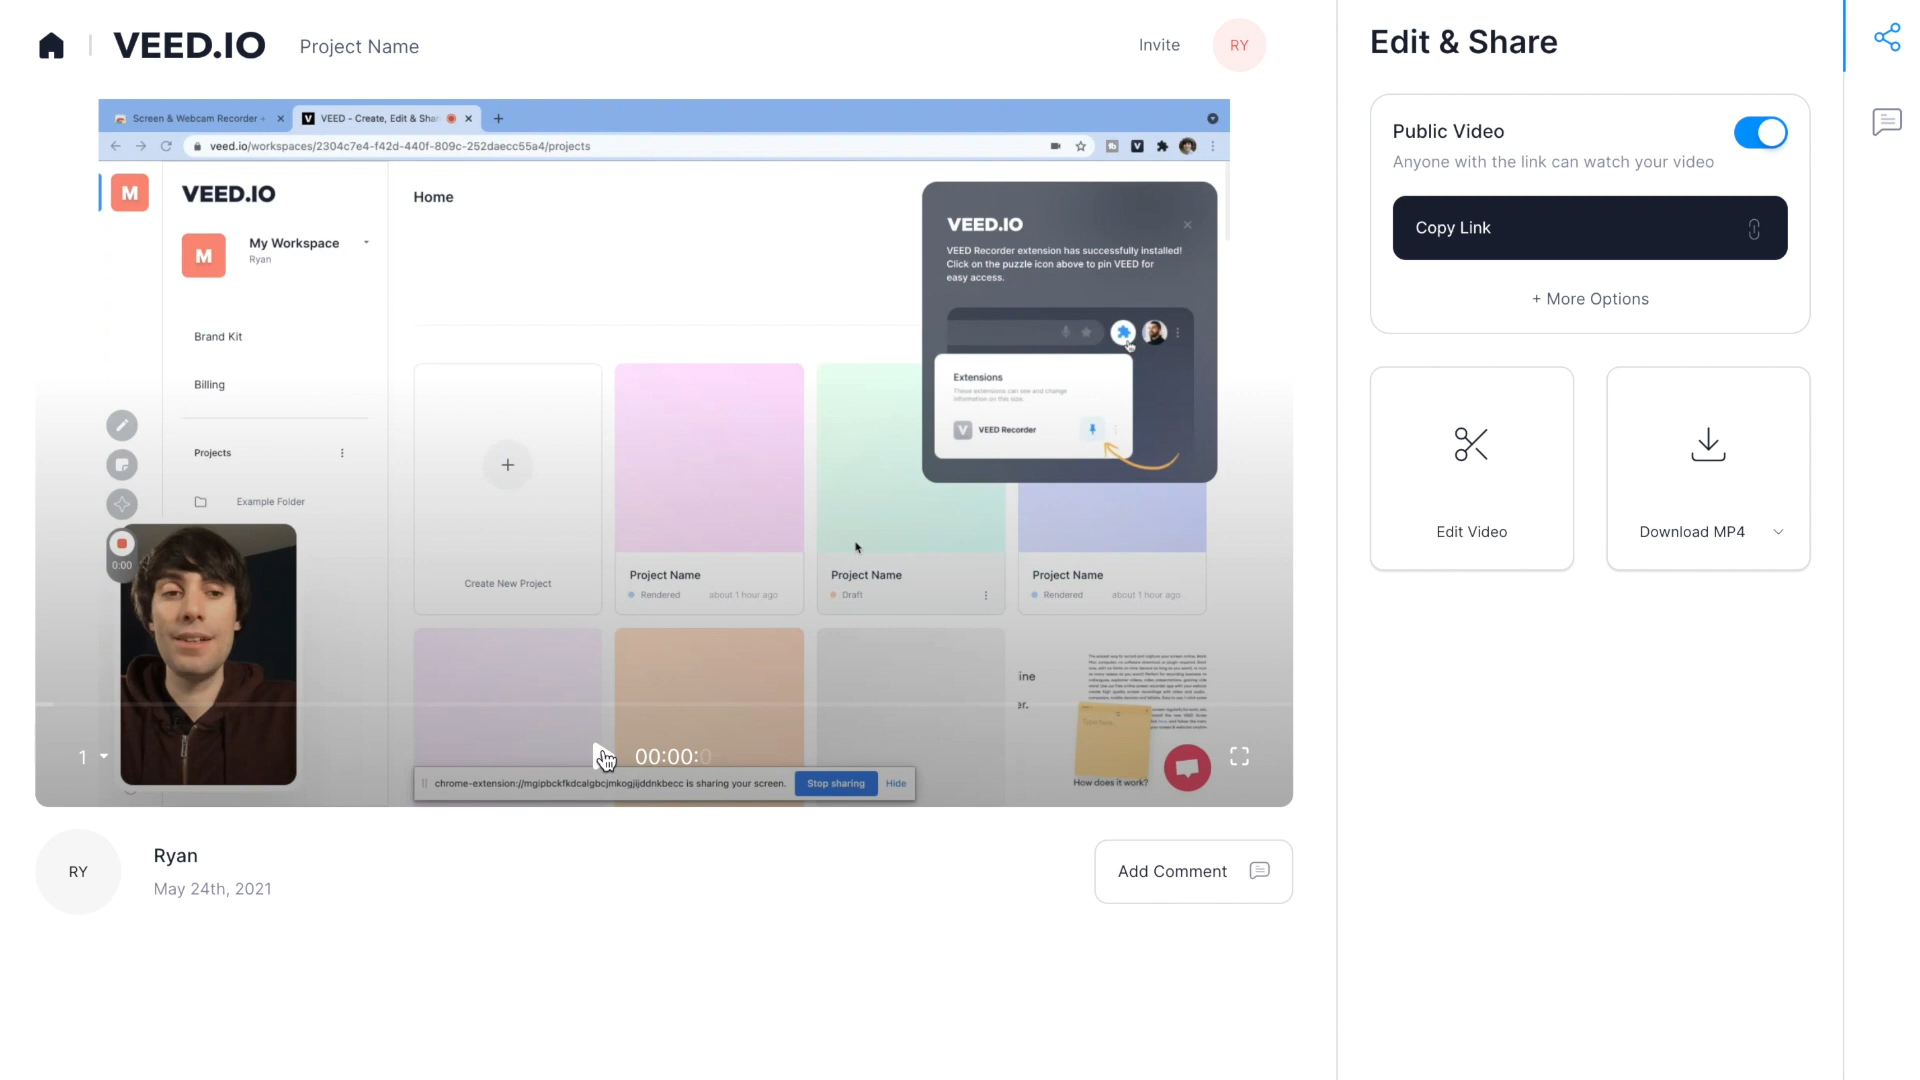 VEED.IO
Project Name
Invite
RY
Screen & Webcam Recorder
VEED - Create, Edit & Shar
veed.io/workspaces/2304c7e4-f42d-440f-809c-252daecc55a4/projects
M
VEED.IO
Home
M
My Workspace
Ryan
Brand Kit
Billing
Projects
Example Folder
VEED.IO
VEED Recorder extension has successfully installed!
Click on the puzzle icon above to pin VEED for
easy access.
Extensions
These extensions can see and change
information on this site.
VEED Recorder
0:00
Create New Project
Project Name
Rendered about 1 hour ago
Project Name
Draft
Project Name
Rendered about 1 hour ago
ine
er.
How does it work?
1
00:00:0
chrome-extension://mgipbckfkdcalgbcjmkogjijddnkbecc is sharing your screen.
Stop sharing
Hide
RY
Ryan
May 24th, 2021
Add Comment
Edit & Share
Public Video
Anyone with the link can watch your video
Copy Link
+ More Options
Edit Video
Download MP4